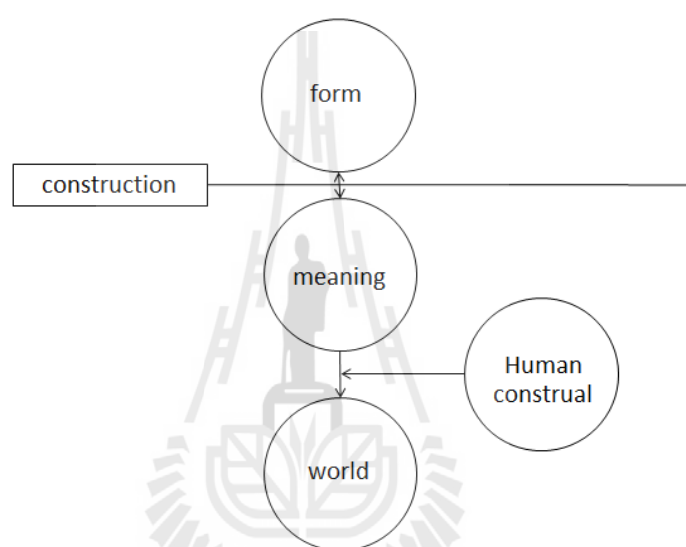 form
construction
meaning
Human
construal
world